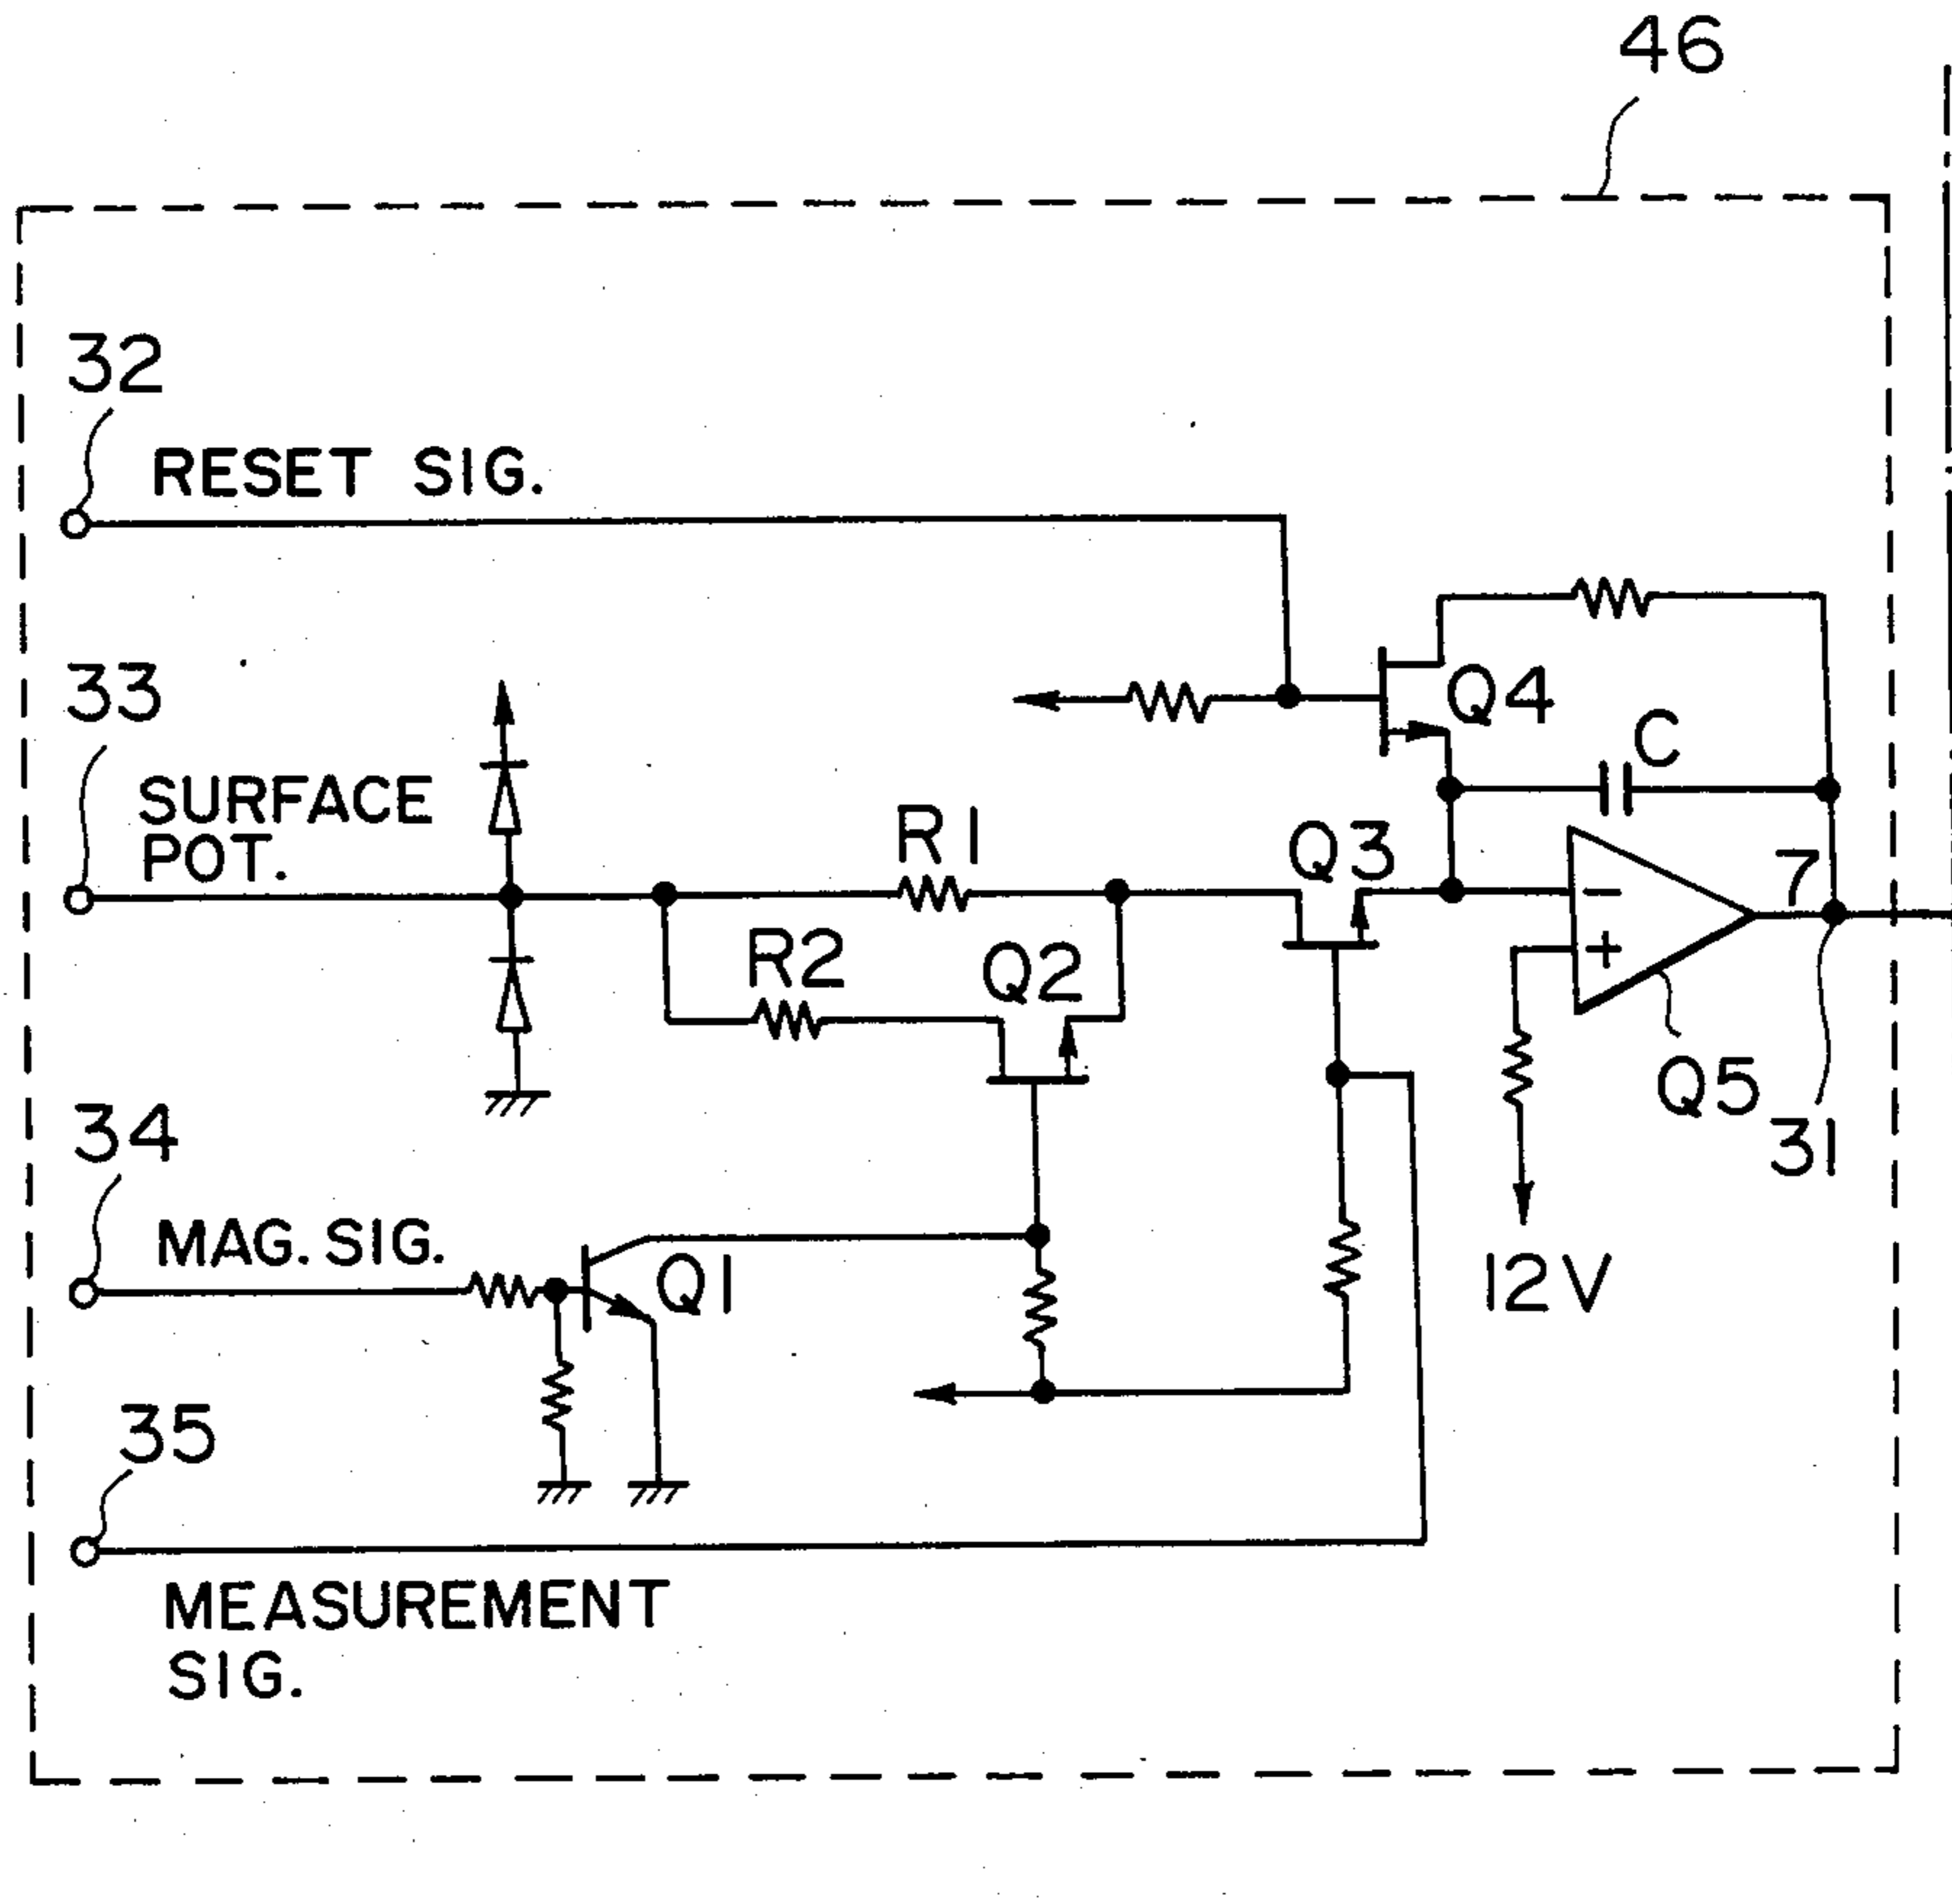 46
32
RESET SIG.
33
SURFACE
POT.
R1
Q3
Q4
C
7
R2
Q2
Q5
31
34
MAG. SIG.
Q1
12V
35
MEASUREMENT
SIG.